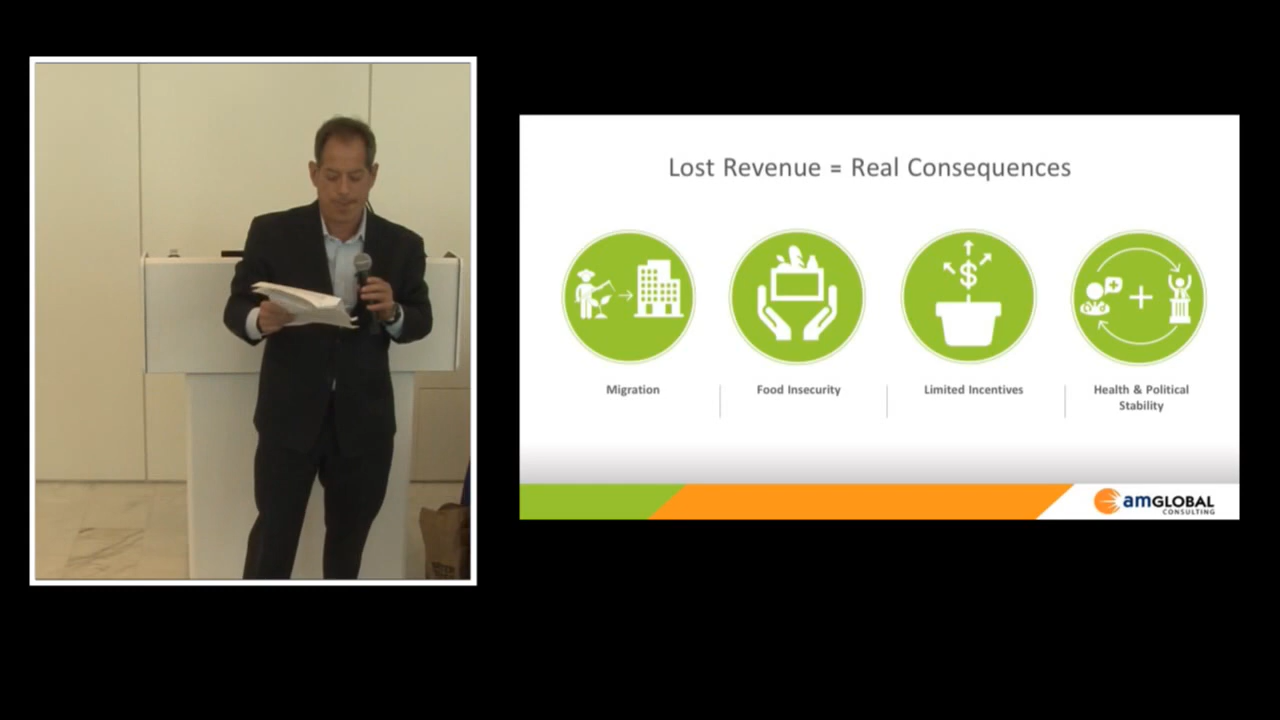 Lost Revenue = Real Consequences
Migration
Food Insecurity
Limited Incentives
Health & Political
Stability
amGLOBAL
CONSULTING